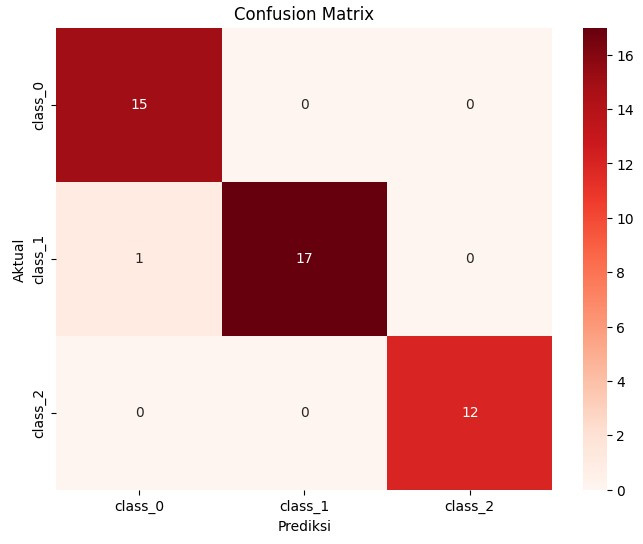 Confusion Matrix
class_0
15 0 0
Aktual
class_1
1 17 0
class_2
0 0 12
class_0 class_1 class_2
Prediksi
16
14
12
10
8
6
4
2
0